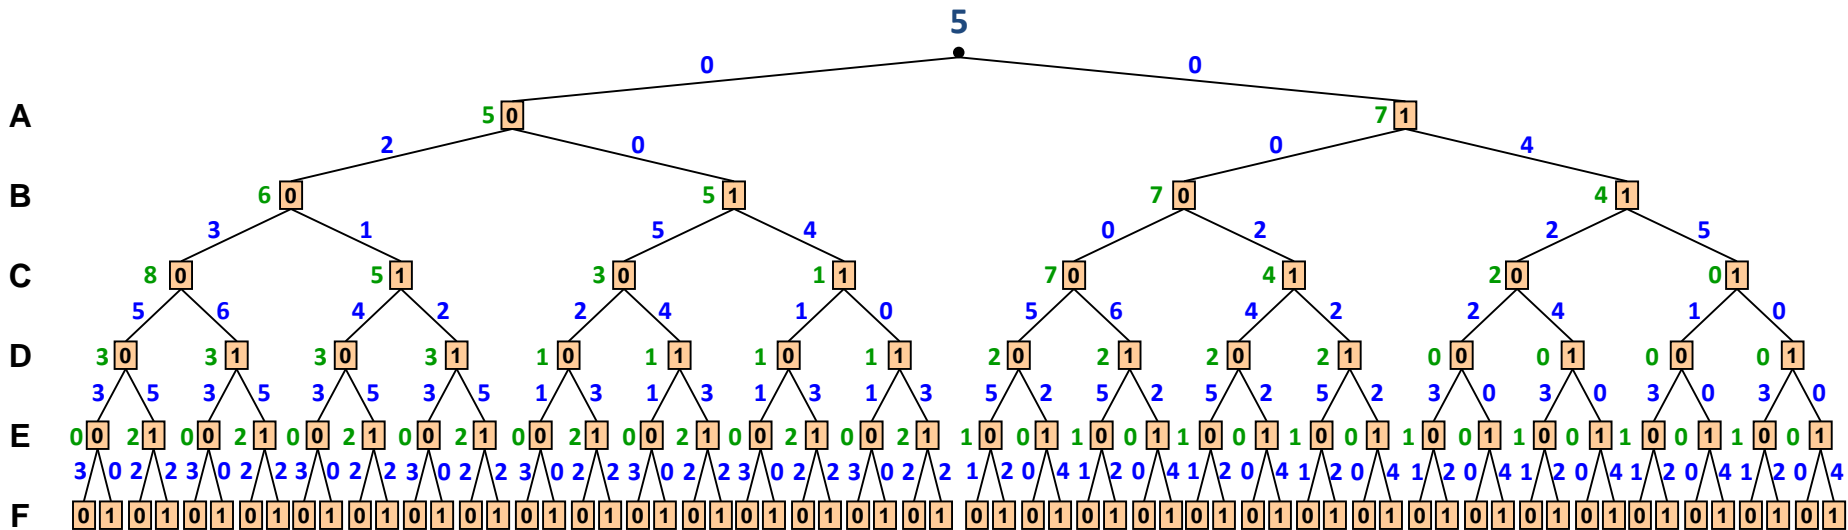 5
0 0
A 5 0 7 1
2 0 0 4
B 6 0 5 1 7 0 4 1
3 1 5 4 0 2 2 5
C 8 0 5 1 3 0 1 1 7 0 4 1 2 0 0 1
5 6 4 2 2 4 1 0 5 6 4 2 2 4 1 0
D 3 0 3 1 3 0 3 1 1 0 1 1 1 0 1 1 2 0 2 1 2 0 2 1 0 0 0 1 0 0 0 1
3 5 3 5 3 5 3 5 1 3 1 3 1 3 1 3 5 2 5 2 5 2 5 2 3 0 3 0 3 0 3 0
E 0 0 2 1 0 0 2 1 0 0 2 1 0 0 2 1 0 0 2 1 0 0 2 1 0 0 2 1 0 0 2 1 1 0 0 1 1 0 0 1 1 0 0 1 1 0 0 1 1 0 0 1 1 0 0 1 1 0 0 1 1 0 0 1
3 0 2 2 3 0 2 2 3 0 2 2 3 0 2 2 3 0 2 2 3 0 2 2 3 0 2 2 3 0 2 2 1 2 0 4 1 2 0 4 1 2 0 4 1 2 0 4 1 2 0 4 1 2 0 4 1 2 0 4 1 2 0 4
F 0 1 0 1 0 1 0 1 0 1 0 1 0 1 0 1 0 1 0 1 0 1 0 1 0 1 0 1 0 1 0 1 0 1 0 1 0 1 0 1 0 1 0 1 0 1 0 1 0 1 0 1 0 1 0 1 0 1 0 1 0 1 0 1